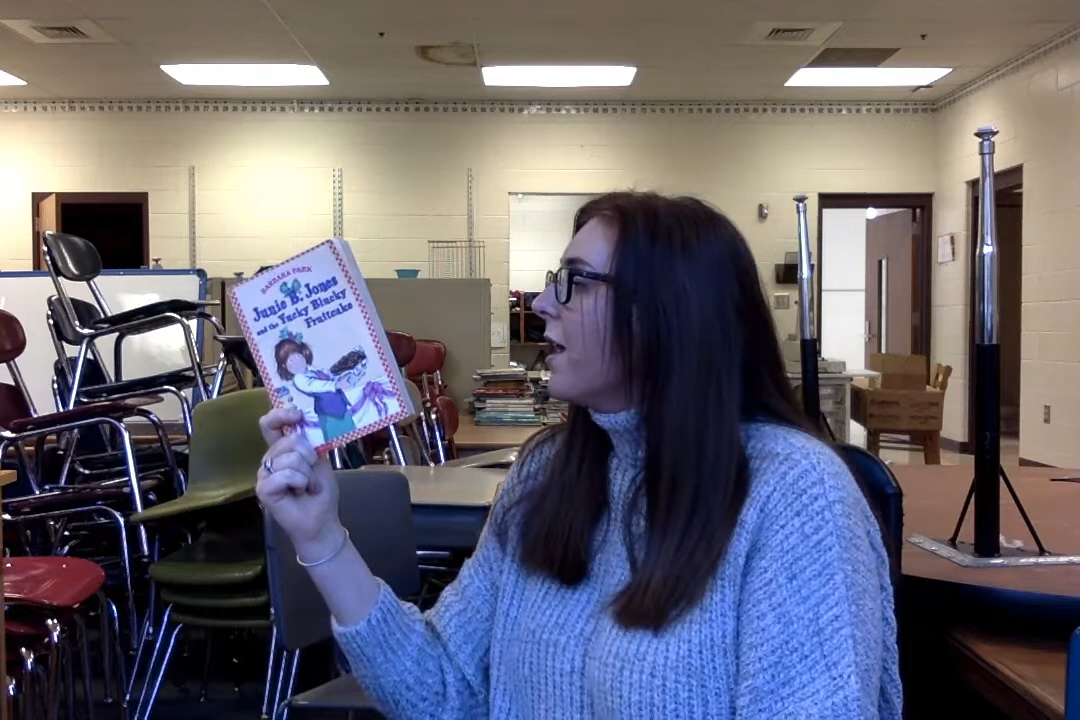 BARBARA PARK
Junie B. Jones
and the Yucky Blucky
Fruitcake